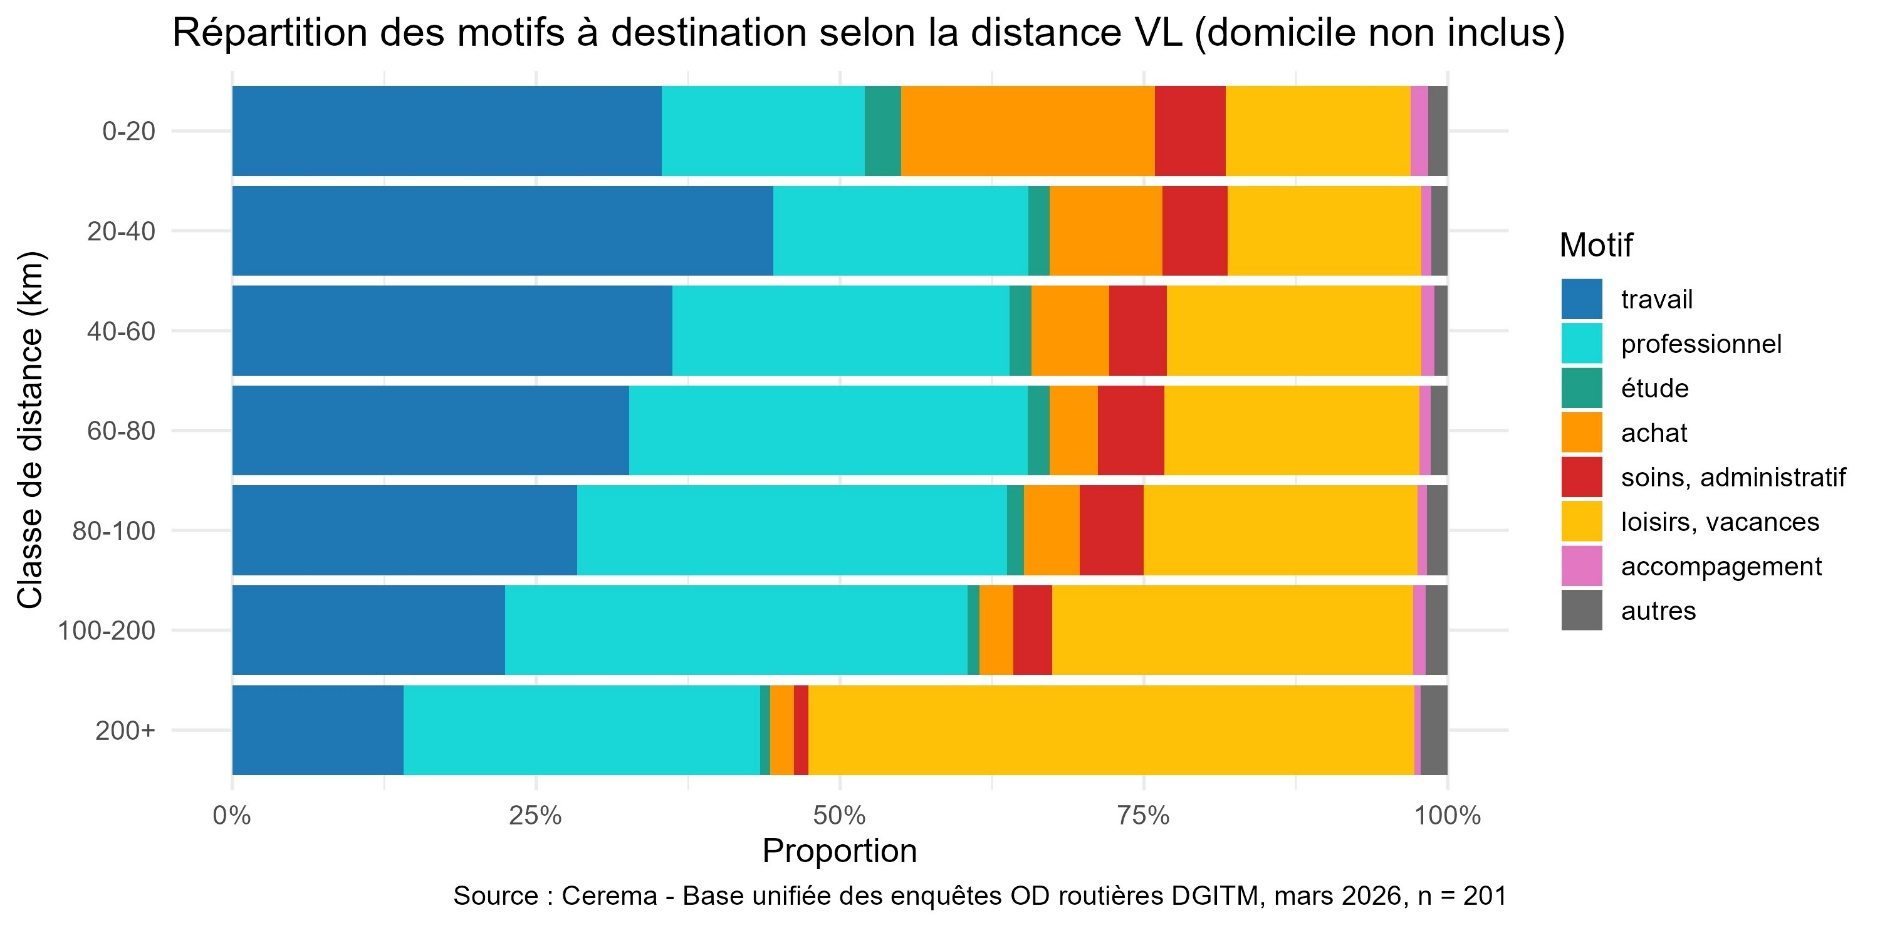 Répartition des motifs à destination selon la distance VL (domicile non inclus)
Classe de distance (km)
0-20
20-40
40-60
60-80
80-100
100-200
200+
0%
25%
50%
75%
100%
Proportion
Motif
travail
professionnel
étude
achat
soins, administratif
loisirs, vacances
accompagement
autres
Source : Cerema - Base unifiée des enquêtes OD routières DGITM, mars 2026, n = 201